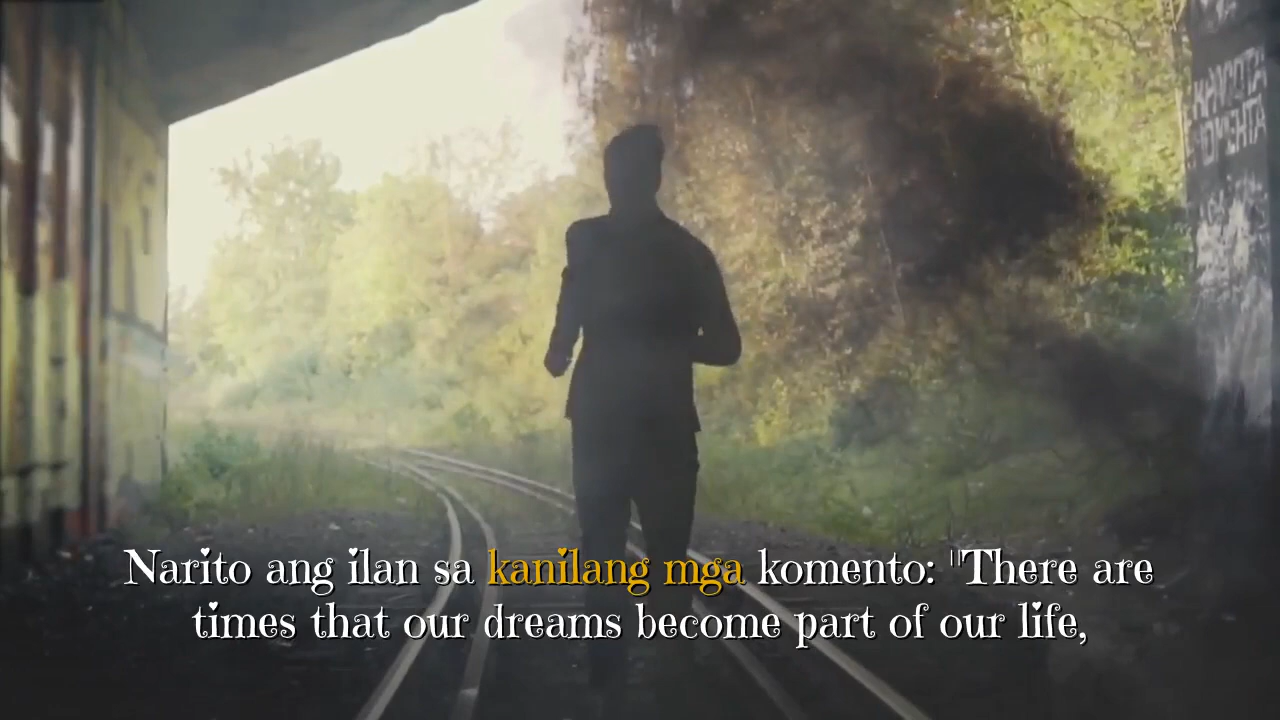 Narito ang ilan sa kanilang mga komento: "There are
times that our dreams become part of our life,